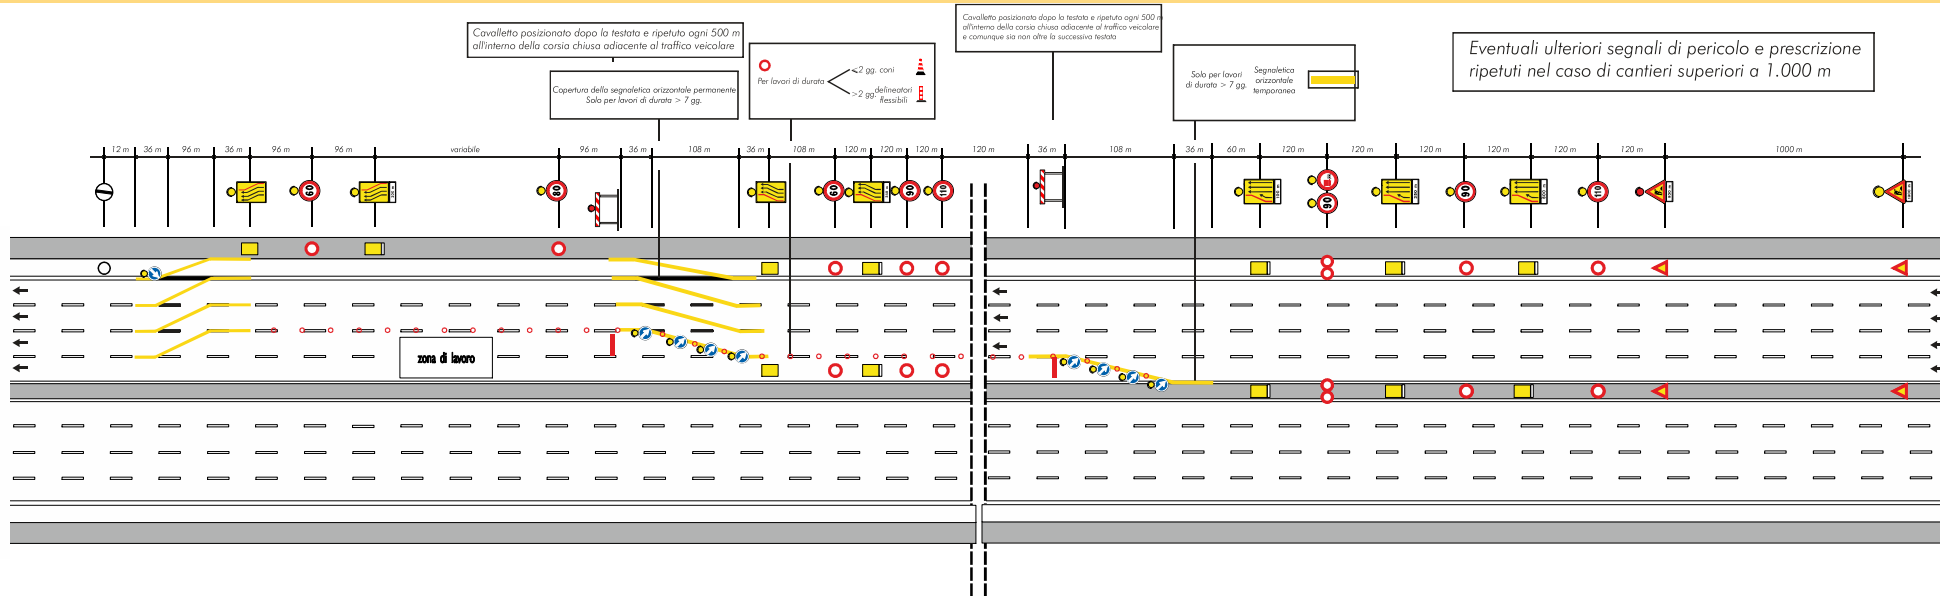 Cavalletto posizionato dopo la testata e ripetuto ogni 500 m
all'interno della corsia chiusa adiacente al traffico veicolare
Copertura della segnaletica orizzontale permanente
Solo per lavori di durata > 7 gg.
Per lavori di durata
<2 gg. coni
>2 gg. delineatori
flessibili
Cavalletto posizionato dopo la testata e ripetuto ogni 500 m
all'interno della corsia chiusa adiacente al traffico veicolare
e comunque sia non oltre la successiva testata
Solo per lavori
di durata > 7 gg.
Segnaletica
orizzontale
temporanea
Eventuali ulteriori segnali di pericolo e prescrizione
ripetuti nel caso di cantieri superiori a 1.000 m
12 m 36 m 96 m 36 m 96 m 96 m variabile 96 m 36 m 108 m 36 m 108 m 120 m 120 m 120 m 120 m 36 m 108 m 36 m 60 m 120 m 120 m 120 m 120 m 120 m 120 m 1000 m
60 80 60 90 110 90 90 110
zona di lavoro